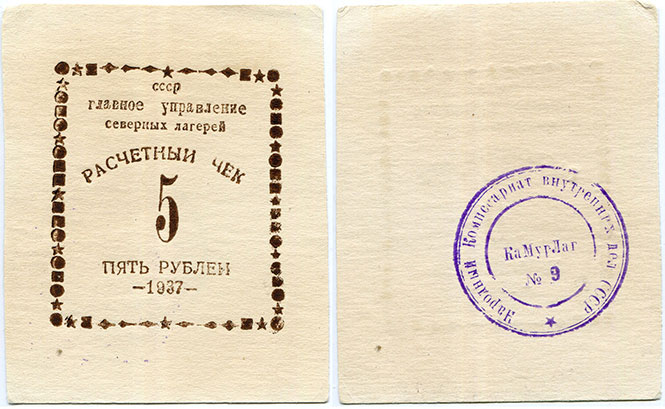 СССР
главное управление
северных лагерей
РАСЧЕТНЫЙ ЧЕК
5
ПЯТЬ РУБЛЕЙ
—1937—
Народный Комиссариат внутренних дел СССР
КаМурЛаг
№ 9